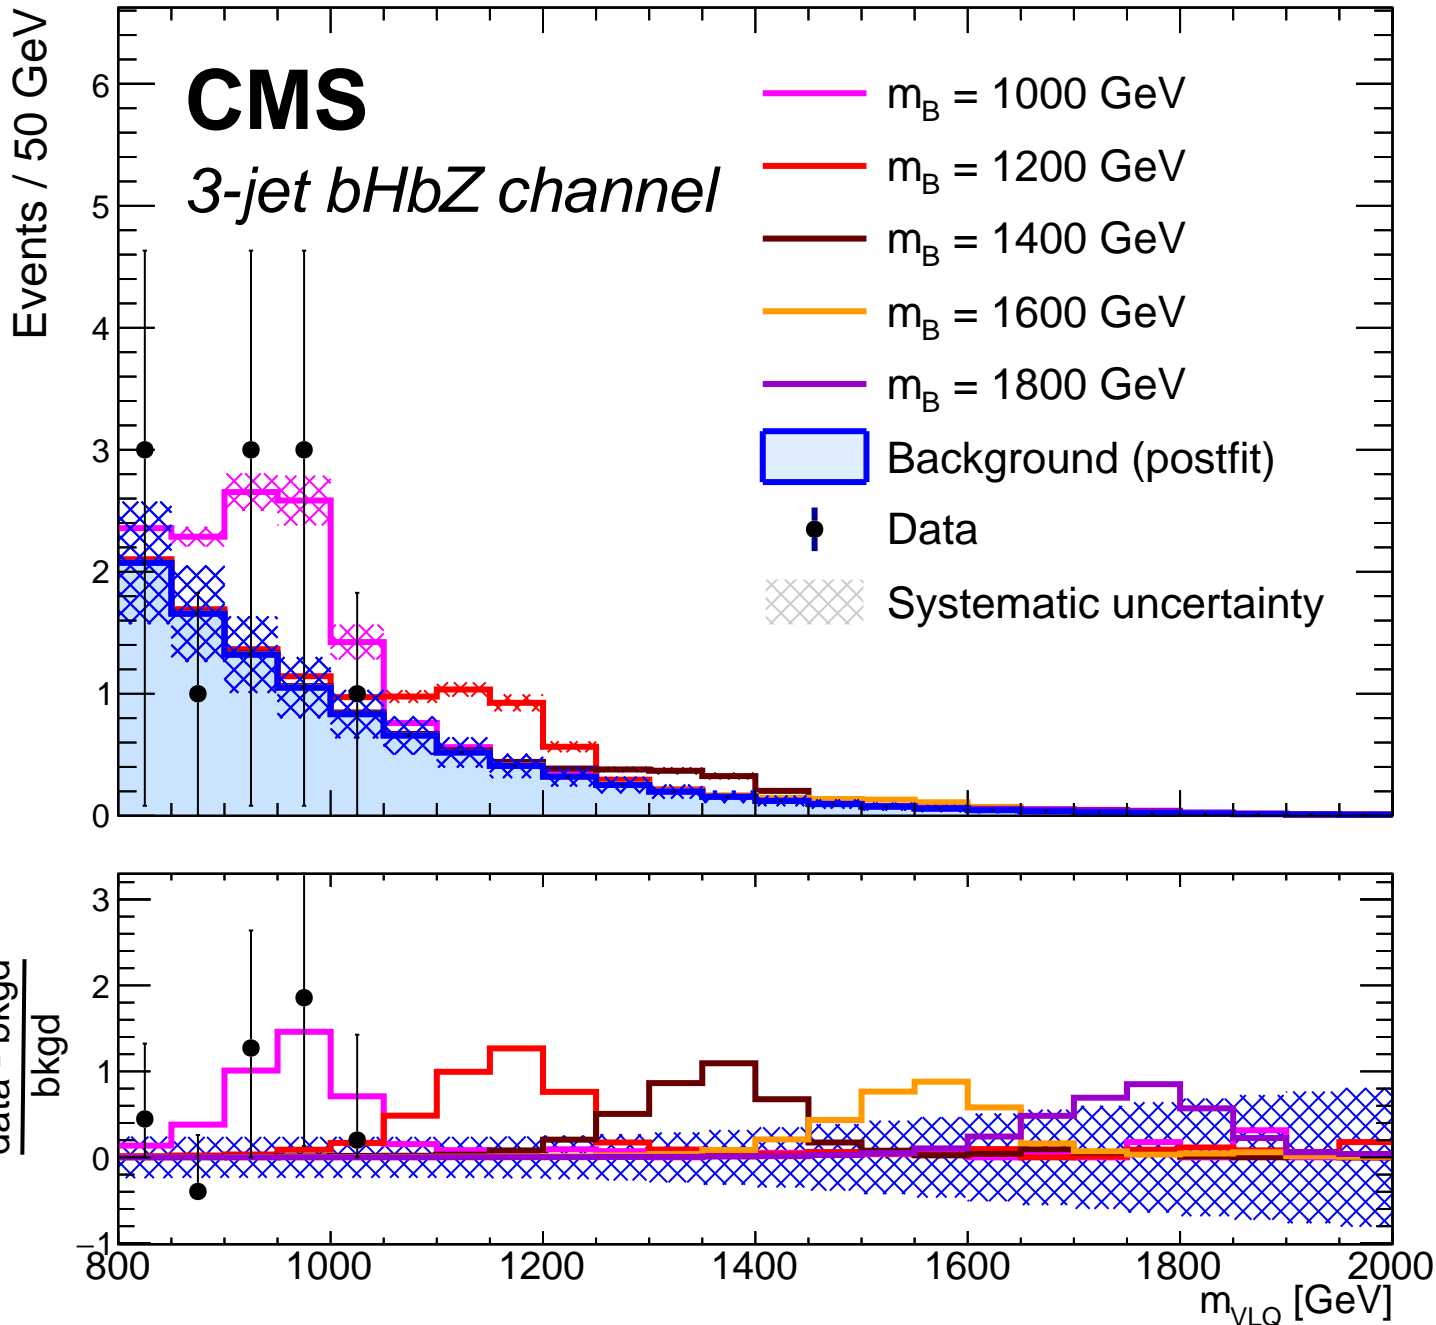 Events / 50 GeV
6
5
4
3
2
1
0
CMS
3-jet bHbZ channel
m_B = 1000 GeV
m_B = 1200 GeV
m_B = 1400 GeV
m_B = 1600 GeV
m_B = 1800 GeV
Background (postfit)
Data
Systematic uncertainty
data - bkgd
bkgd
3
2
1
0
−1
800 1000 1200 1400 1600 1800 2000
m_VLQ [GeV]